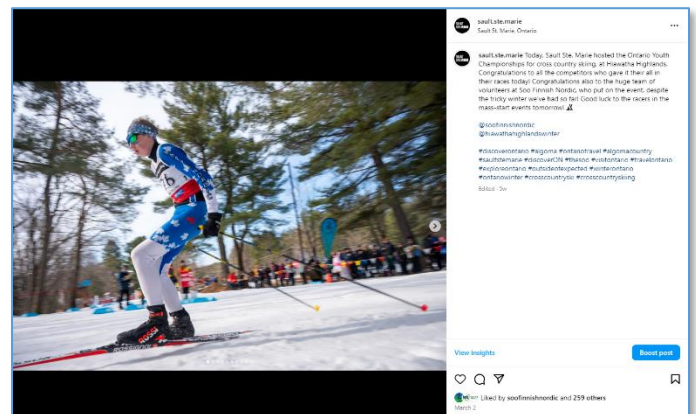 sault.ste.marie
Sault Ste. Marie, Ontario
sault.ste.marie Today, Sault Ste. Marie hosted the Ontario Youth
Championships for cross country skiing, at Hiawatha Highlands.
Congratulations to all the competitors who gave it their all in
their races today! Congratulations also to the huge team of
volunteers at Soo Finnish Nordic, who put on the event, despite
the tricky winter we've had so far! Good luck to the racers in the
mass-start events tomorrow!
@soofinnishnordic
@hiawathahighlandswinter
#discoverontario #algoma #ontariotravel #algomacountry
#saultstemarie #discoverON #thesoo #visitontario #travelontario
#exploreontario #outsideofexpected #winterontario
#ontariowinter #crosscountryski #crosscountryskiing
Edited ·
View insights
Boost post
Liked by soofinnishnordic and 259 others
March 2
ROSSI